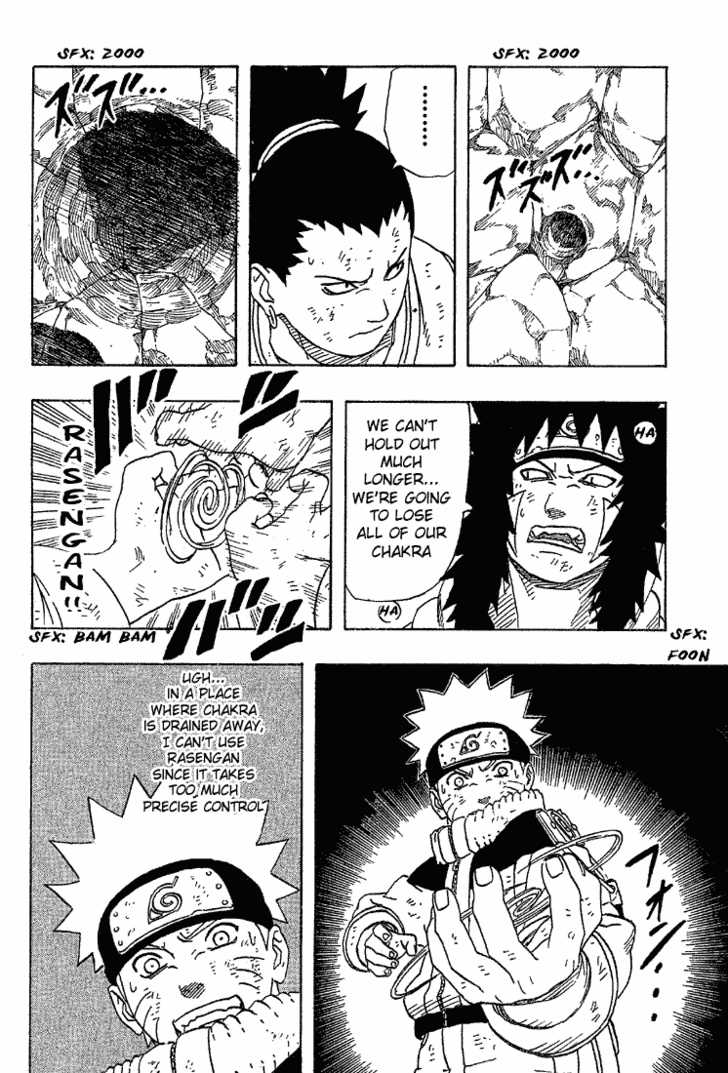 SFX: ZOOO
ズズズ...
........
SFX: ZOOO
ズズ...
HA
WE CAN'T
HOLD OUT
MUCH
LONGER...
WE'RE GOING
TO LOSE
ALL OF OUR
CHAKRA
HA
RASENGAN!!
SFX: BAM BAM
SFX:
FOON
フォン...
UGH...
IN A PLACE
WHERE CHAKRA
IS DRAINED AWAY,
I CAN'T USE
RASENGAN
SINCE IT TAKES
TOO MUCH
PRECISE CONTROL